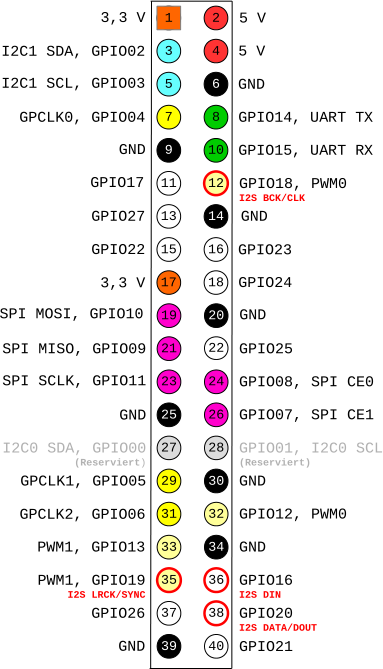 3,3 V 1 2 5 V
I2C1 SDA, GPIO02 3 4 5 V
I2C1 SCL, GPIO03 5 6 GND
GPCLK0, GPIO04 7 8 GPIO14, UART TX
GND 9 10 GPIO15, UART RX
GPIO17 11 12 GPIO18, PWM0
I2S BCK/CLK
GPIO27 13 14 GND
GPIO22 15 16 GPIO23
3,3 V 17 18 GPIO24
SPI MOSI, GPIO10 19 20 GND
SPI MISO, GPIO09 21 22 GPIO25
SPI SCLK, GPIO11 23 24 GPIO08, SPI CE0
GND 25 26 GPIO07, SPI CE1
I2C0 SDA, GPIO00 27 28 GPIO01, I2C0 SCL
(Reserviert) (Reserviert)
GPCLK1, GPIO05 29 30 GND
GPCLK2, GPIO06 31 32 GPIO12, PWM0
PWM1, GPIO13 33 34 GND
PWM1, GPIO19 35 36 GPIO16
I2S LRCK/SYNC I2S DIN
GPIO26 37 38 GPIO20
I2S DATA/DOUT
GND 39 40 GPIO21